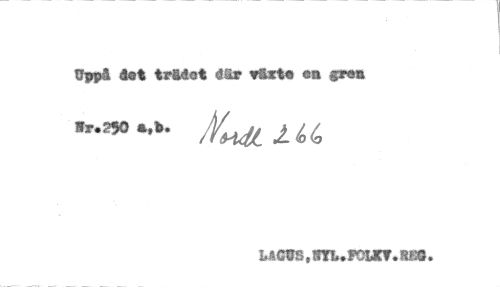 Uppå det trädet där växte en gren
Nr.250 a,b. Nordl 266
LAGUS,NYL.FOLKV.REG.